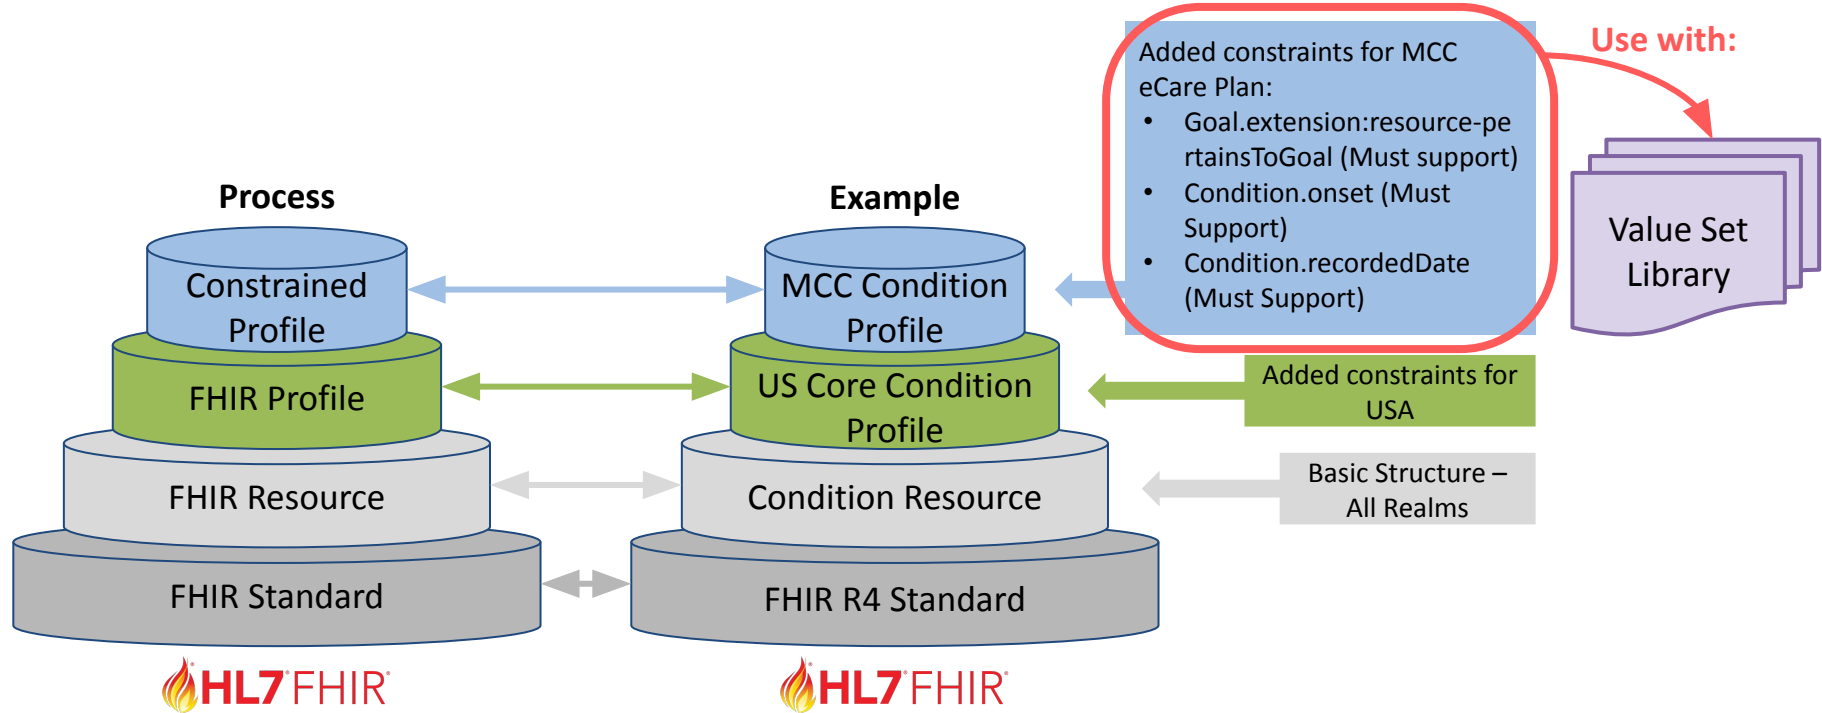 Use with:
Added constraints for MCC
eCare Plan:
• Goal.extension:resource-pe
rtainsToGoal (Must support)
• Condition.onset (Must
Support)
• Condition.recordedDate
(Must Support)
Value Set
Library
Process
Example
Constrained
Profile
MCC Condition
Profile
FHIR Profile
US Core Condition
Profile
Added constraints for
USA
FHIR Resource
Condition Resource
Basic Structure –
All Realms
FHIR Standard
FHIR R4 Standard
HL7® FHIR®
HL7® FHIR®